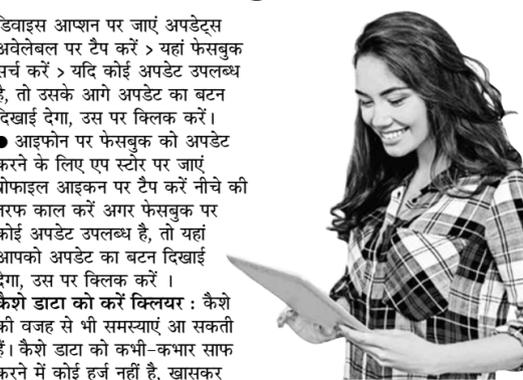 डिवाइस आप्शन पर जाएं अपडेट्स
अवेलेबल पर टैप करें > यहां फेसबुक
सर्च करें > यदि कोई अपडेट उपलब्ध
है, तो उसके आगे अपडेट का बटन
दिखाई देगा, उस पर क्लिक करें।
● आइफोन पर फेसबुक को अपडेट
करने के लिए एप स्टोर पर जाएं
प्रोफाइल आइकन पर टैप करें नीचे की
तरफ काल करें अगर फेसबुक पर
कोई अपडेट उपलब्ध है, तो यहां
आपको अपडेट का बटन दिखाई
देगा, उस पर क्लिक करें ।
कैशे डाटा को करें क्लियर : कैशे
की वजह से भी समस्याएं आ सकती
हैं। कैशे डाटा को कभी-कभार साफ
करने में कोई हर्ज नहीं है, खासकर